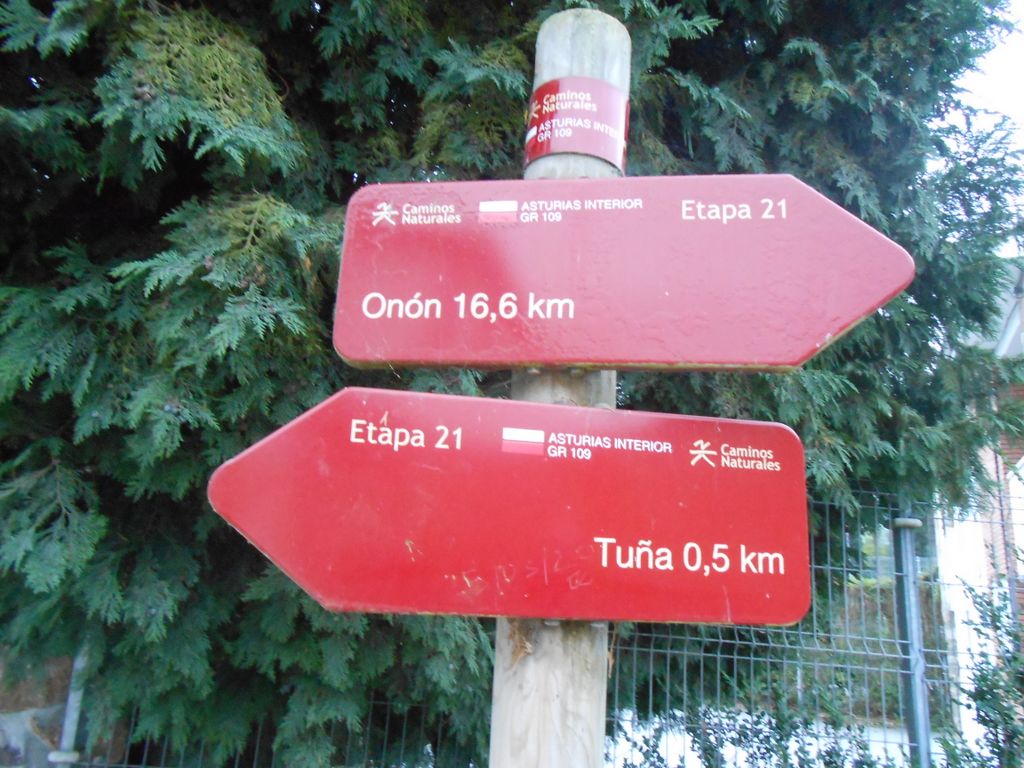 Caminos
Naturales
ASTURIAS INTE
GR 109
Caminos
Naturales
ASTURIAS INTERIOR
GR 109
Etapa 21
Onón 16,6 km
Etapa 21
ASTURIAS INTERIOR
GR 109
Caminos
Naturales
Tuña 0,5 km